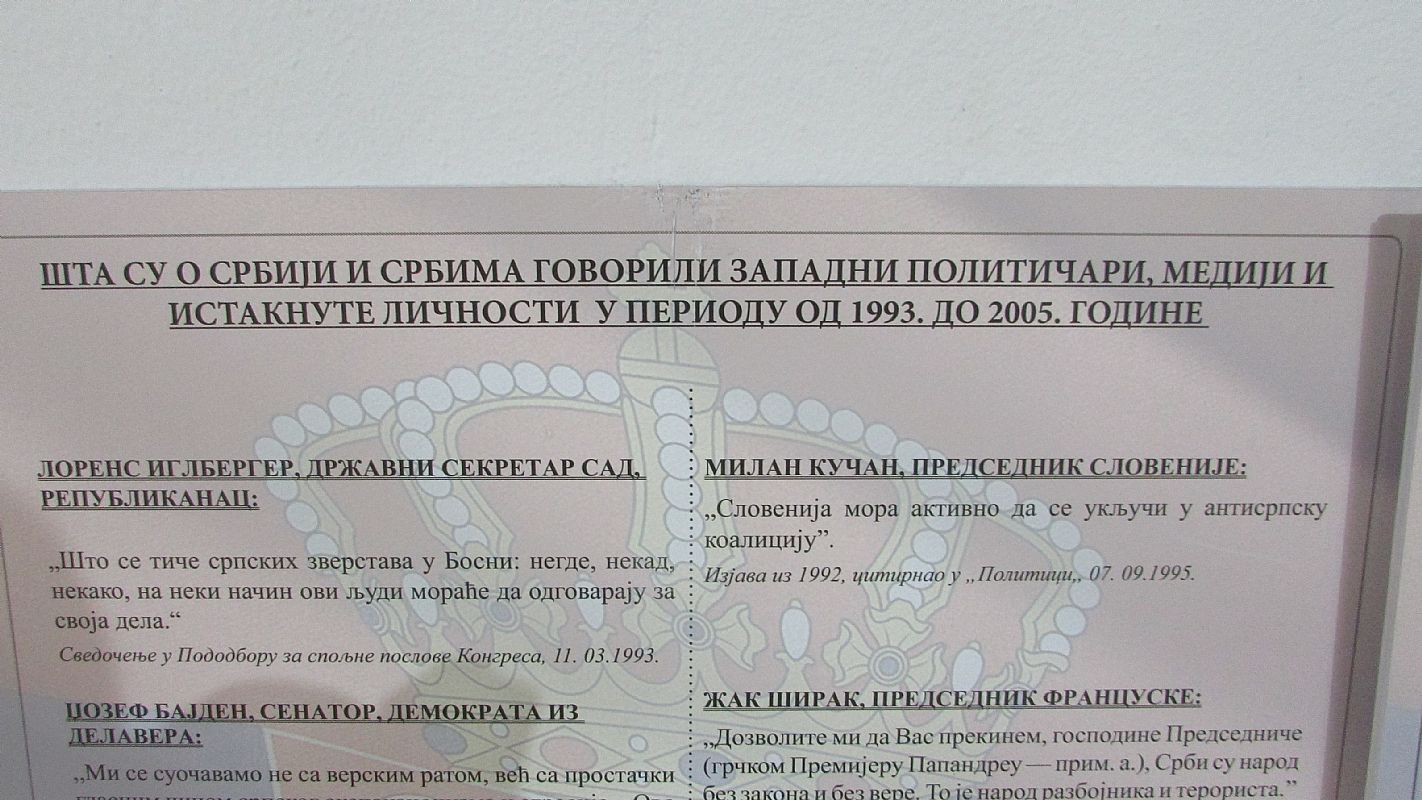 ШТА СУ О СРБИЈИ И СРБИМА ГОВОРИЛИ ЗАПАДНИ ПОЛИТИЧАРИ, МЕДИЈИ И
ИСТАКНУТЕ ЛИЧНОСТИ У ПЕРИОДУ ОД 1993. ДО 2005. ГОДИНЕ
ЛОРЕНС ИГЛБЕРГЕР, ДРЖАВНИ СЕКРЕТАР САД,
РЕПУБЛИКАНАЦ:
„Што се тиче српских зверстава у Босни: негде, некад,
некако, на неки начин ови људи мораће да одговарају за
своја дела.“
Сведочење у Пододбору за спољне послове Конгреса, 11. 03.1993.
ЏОЗЕФ БАЈДЕН, СЕНАТОР, ДЕМОКРАТА ИЗ
ДЕЛАВЕРА:
„Ми се суочавамо не са верским ратом, већ са простачки
МИЛАН КУЧАН, ПРЕДСЕДНИК СЛОВЕНИЈЕ:
„Словенија мора активно да се укључи у антисрпску
коалицију”.
Изјава из 1992, цитирнао у „Политици„ 07. 09.1995.
ЖАК ШИРАК, ПРЕДСЕДНИК ФРАНЦУСКЕ:
„Дозволите ми да Вас прекинем, господине Председниче
(грчком Премијеру Папандреу — прим. а.), Срби су народ
без закона и без вере. То је народ разбојника и терориста.”